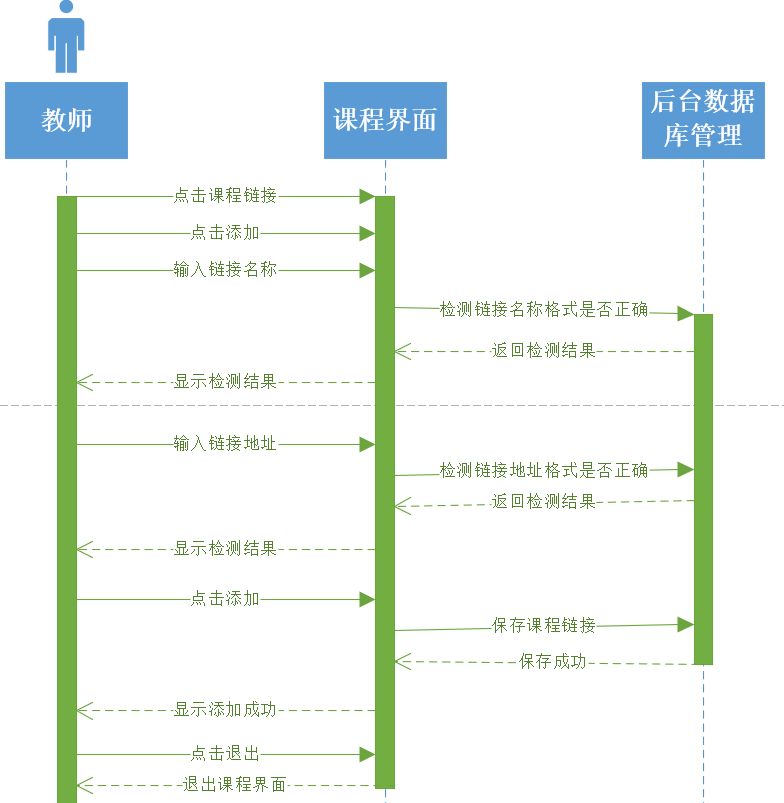 教师
课程界面
后台数据
库管理
点击课程链接
点击添加
输入链接名称
检测链接名称格式是否正确
返回检测结果
显示检测结果
输入链接地址
检测链接地址格式是否正确
返回检测结果
显示检测结果
点击添加
保存课程链接
保存成功
显示添加成功
点击退出
退出课程界面